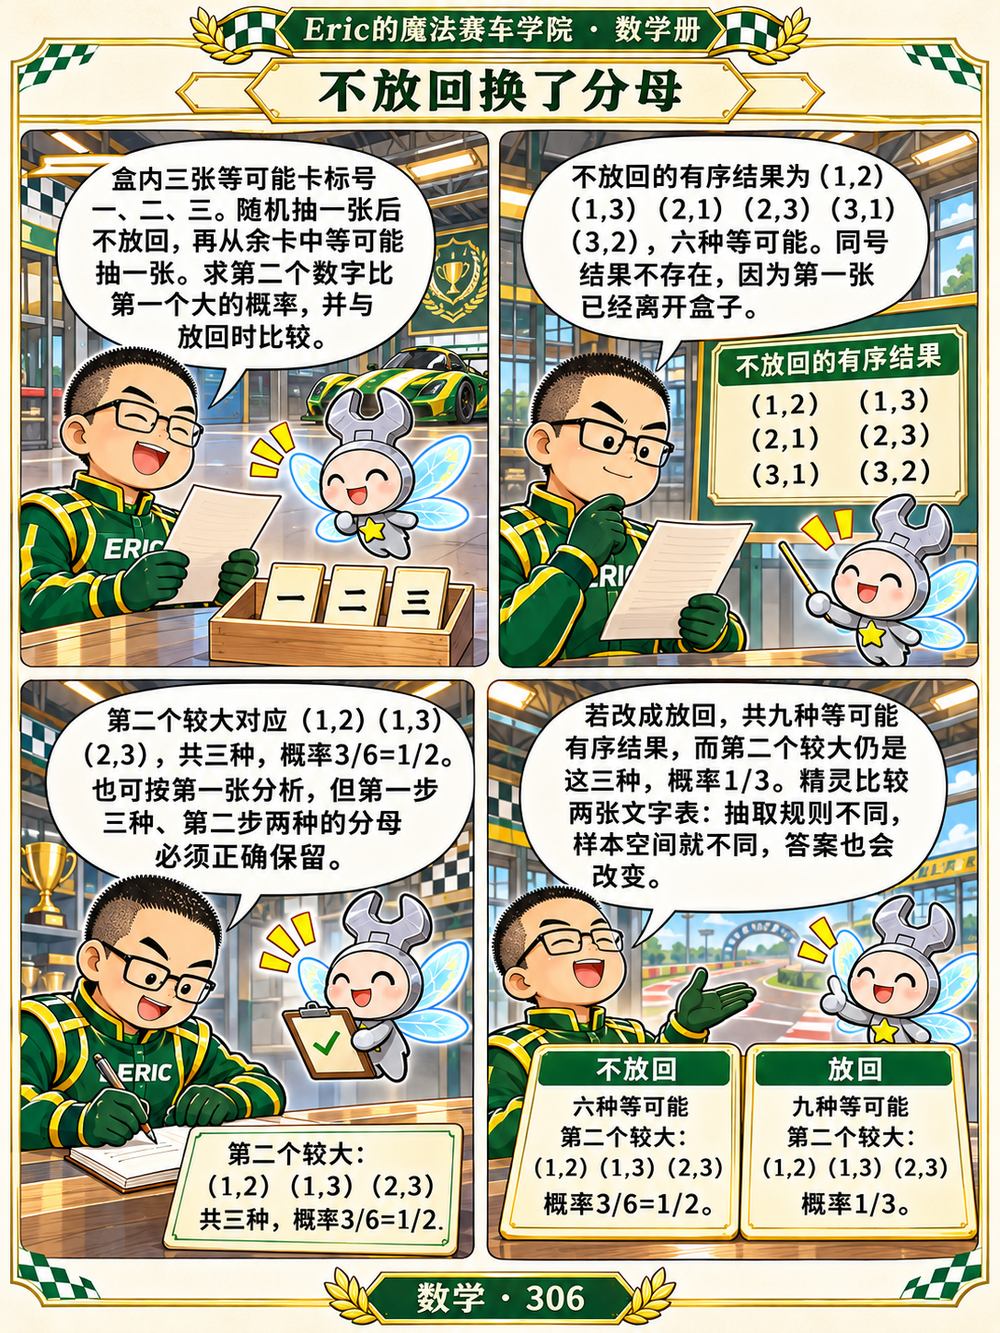 Eric的魔法赛车学院 · 数学册
不放回换了分母
盒内三张等可能卡标号
一、二、三。随机抽一张后
不放回，再从余卡中等可能
抽一张。求第二个数字比
第一个大的概率，并与
放回时比较。
ERIC
一 二 三
不放回的有序结果为（1,2）
（1,3）（2,1）（2,3）（3,1）
（3,2），六种等可能。同号
结果不存在，因为第一张
已经离开盒子。
不放回的有序结果
（1,2） （1,3）
（2,1） （2,3）
（3,1） （3,2）
ERIC
第二个较大对应（1,2）（1,3）
（2,3），共三种，概率3/6=1/2。
也可按第一张分析，但第一步
三种、第二步两种的分母
必须正确保留。
ERIC
第二个较大：
（1,2）（1,3）（2,3）
共三种，概率3/6=1/2.
若改成放回，共九种等可能
有序结果，而第二个较大仍是
这三种，概率1/3。精灵比较
两张文字表：抽取规则不同，
样本空间就不同，答案也会
改变。
不放回
六种等可能
第二个较大：
（1,2）（1,3）（2,3）
概率3/6=1/2。
放回
九种等可能
第二个较大：
（1,2）（1,3）（2,3）
概率1/3。
数学 · 306